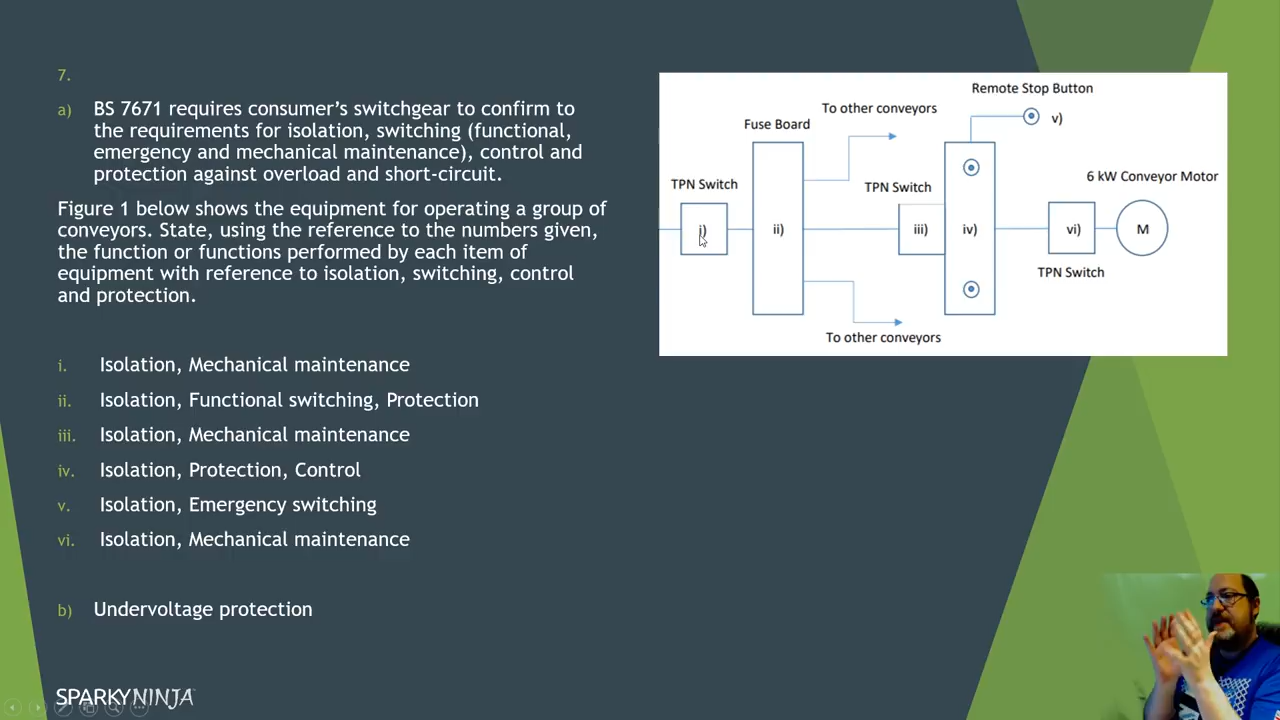 7.
a) BS 7671 requires consumer's switchgear to confirm to
the requirements for isolation, switching (functional,
emergency and mechanical maintenance), control and
protection against overload and short-circuit.
Figure 1 below shows the equipment for operating a group of
conveyors. State, using the reference to the numbers given,
the function or functions performed by each item of
equipment with reference to isolation, switching, control
and protection.
i. Isolation, Mechanical maintenance
ii. Isolation, Functional switching, Protection
iii. Isolation, Mechanical maintenance
iv. Isolation, Protection, Control
v. Isolation, Emergency switching
vi. Isolation, Mechanical maintenance
b) Undervoltage protection
SPARKYNINJA
Remote Stop Button
To other conveyors
v)
Fuse Board
6 kW Conveyor Motor
TPN Switch
TPN Switch
i)
ii)
iii)
iv)
vi)
M
TPN Switch
To other conveyors